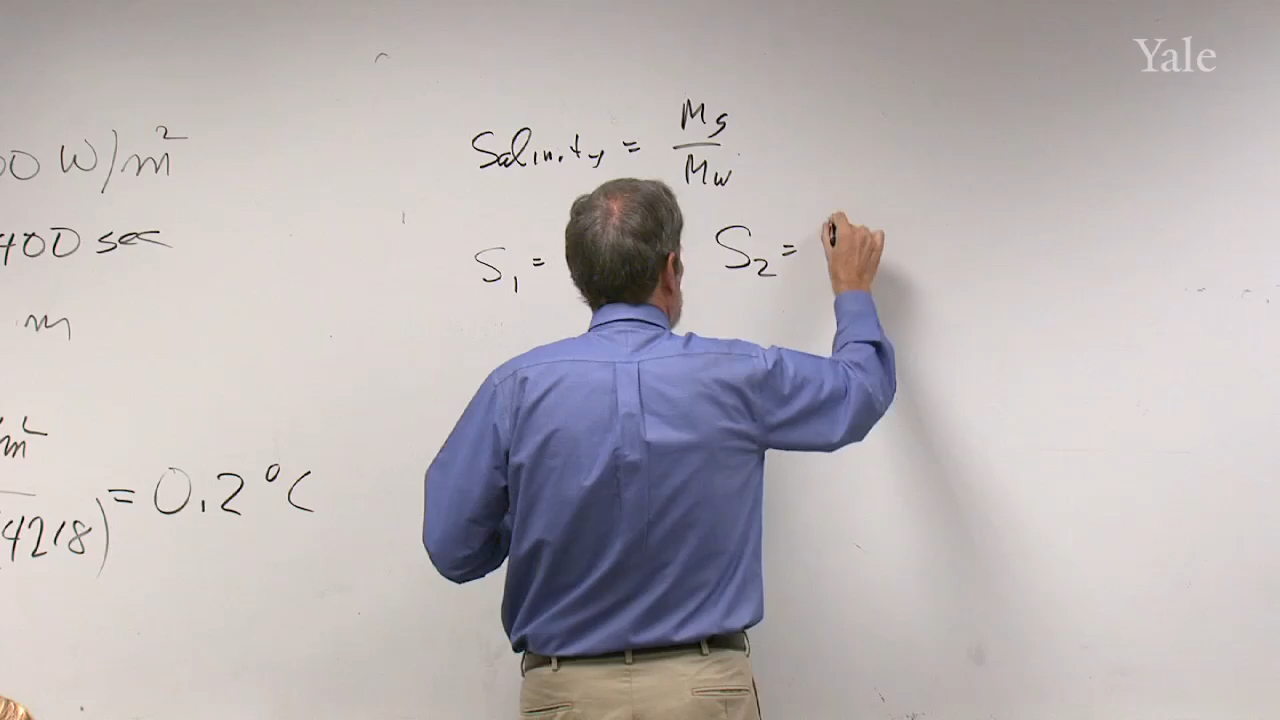 Yale
00 W/m²
400 sec
m
m²
4218) = 0.2 °C
Salinity = Ms / Mw
S₁ = S₂ =